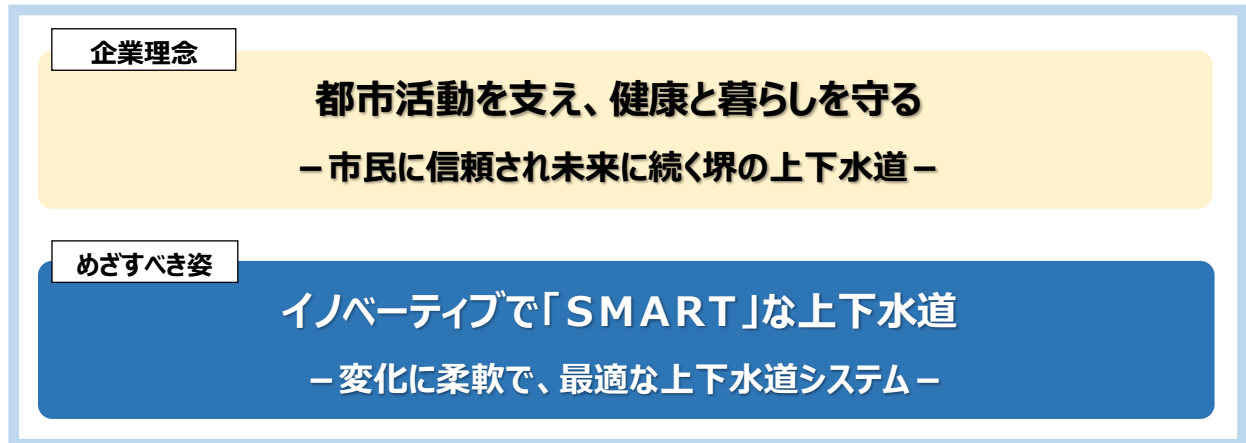 企業理念
都市活動を支え、健康と暮らしを守る
－市民に信頼され未来に続く堺の上下水道－
めざすべき姿
イノベーティブで「ＳＭＡＲＴ」な上下水道
－変化に柔軟で、最適な上下水道システム－